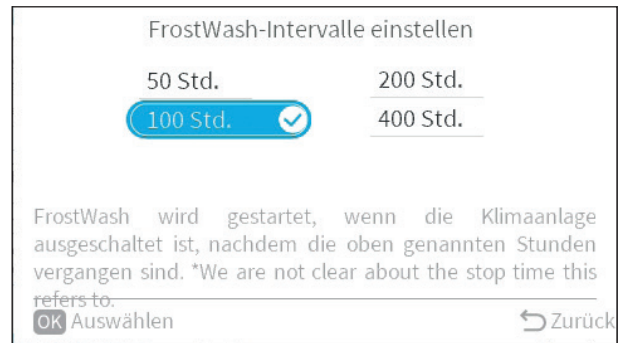 FrostWash-Intervalle einstellen
50 Std. 200 Std.
100 Std. 400 Std.
FrostWash wird gestartet, wenn die Klimaanlage
ausgeschaltet ist, nachdem die oben genannten Stunden
vergangen sind. *We are not clear about the stop time this
refers to.
OK Auswählen Zurück